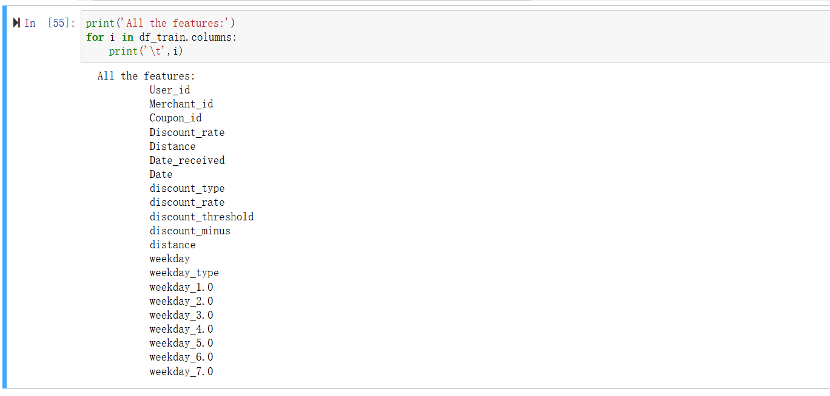 In [55]: print('All the features:')
for i in df_train.columns:
    print('\t',i)
All the features:
User_id
Merchant_id
Coupon_id
Discount_rate
Distance
Date_received
Date
discount_type
discount_rate
discount_threshold
discount_minus
distance
weekday
weekday_type
weekday_1.0
weekday_2.0
weekday_3.0
weekday_4.0
weekday_5.0
weekday_6.0
weekday_7.0